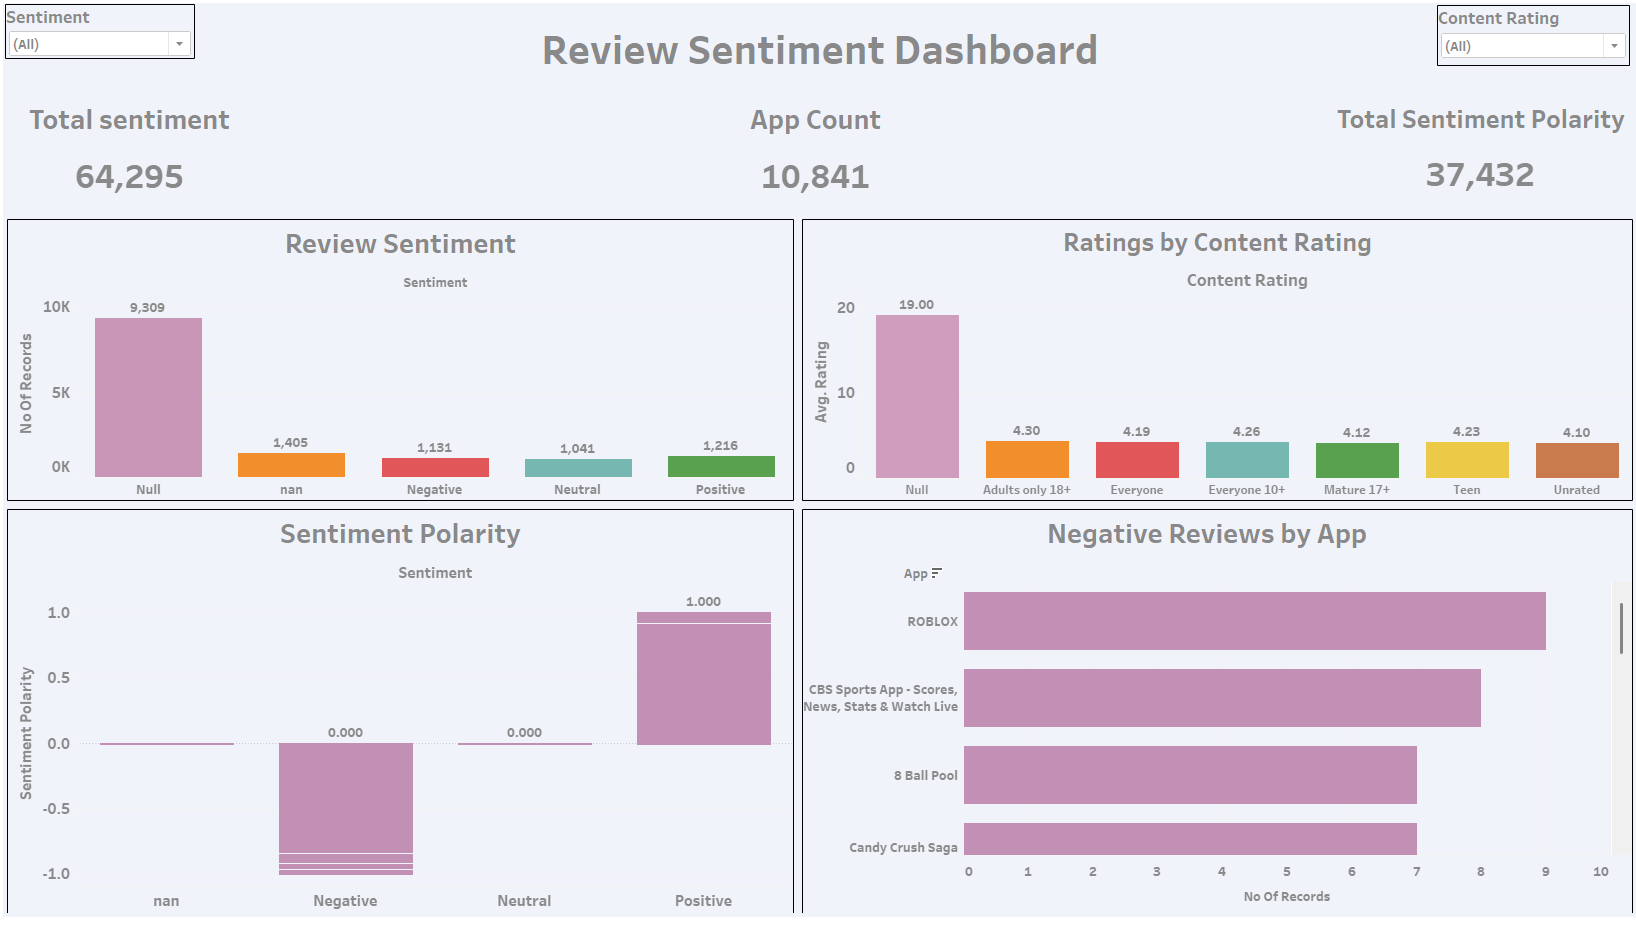 Sentiment
(All)
Content Rating
(All)
Review Sentiment Dashboard
Total sentiment
64,295
App Count
10,841
Total Sentiment Polarity
37,432
Review Sentiment
Sentiment
No Of Records
10K
5K
0K
9,309
1,405
1,131
1,041
1,216
Null
nan
Negative
Neutral
Positive
Ratings by Content Rating
Content Rating
Avg. Rating
20
10
0
19.00
4.30
4.19
4.26
4.12
4.23
4.10
Null
Adults only 18+
Everyone
Everyone 10+
Mature 17+
Teen
Unrated
Sentiment Polarity
Sentiment
Sentiment Polarity
1.0
0.5
0.0
-0.5
-1.0
0.000
0.000
1.000
nan
Negative
Neutral
Positive
Negative Reviews by App
App
ROBLOX
CBS Sports App - Scores,
News, Stats & Watch Live
8 Ball Pool
Candy Crush Saga
0 1 2 3 4 5 6 7 8 9 10
No Of Records